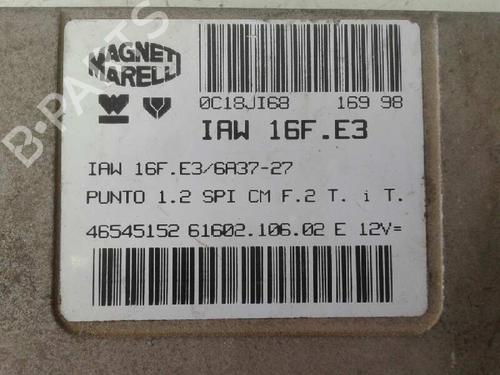 MAGNETI
MARELLI
0C18JI68 169 98
IAW 16F.E3
IAW 16F.E3/6A37-27
PUNTO 1.2 SPI CM F.2 T. i T.
46545152 61602.106.02 E 12V=
B-PARTS